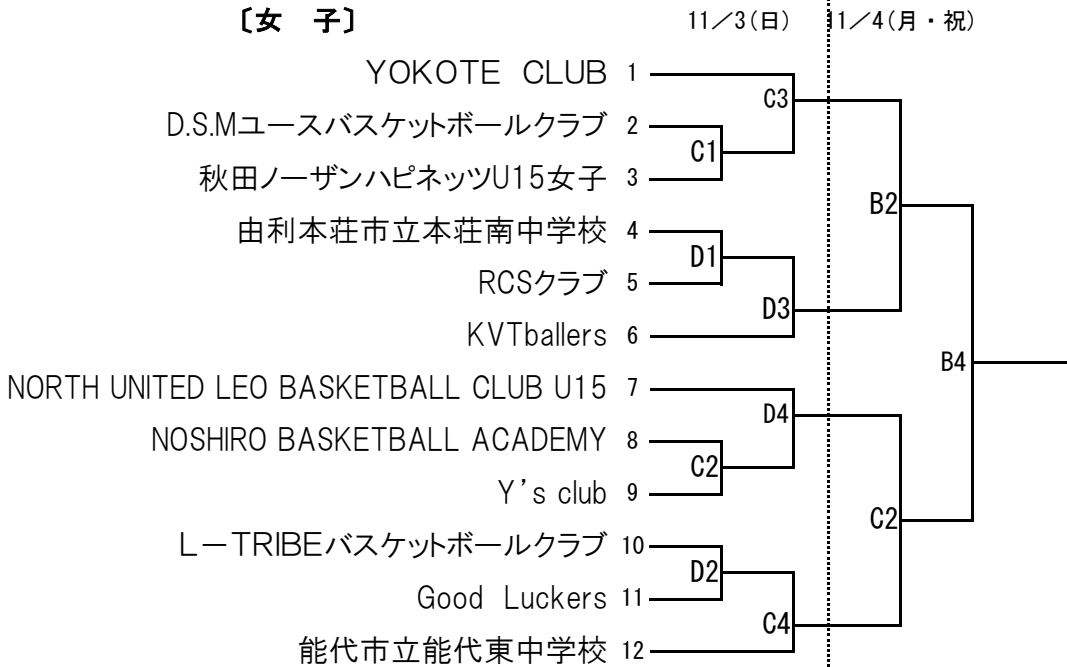 〔女　子〕 11／3(日) 11／4(月・祝)
YOKOTE　CLUB 1
C3
D.S.Mユースバスケットボールクラブ 2
C1
秋田ノーザンハピネッツU15女子 3
B2
由利本荘市立本荘南中学校 4
D1
RCSクラブ 5
D3
KVTballers 6
B4
NORTH UNITED LEO BASKETBALL CLUB U15 7
D4
NOSHIRO BASKETBALL ACADEMY 8
C2
Y’s club 9
C2
L－TRIBEバスケットボールクラブ 10
D2
Good　Luckers 11
C4
能代市立能代東中学校 12